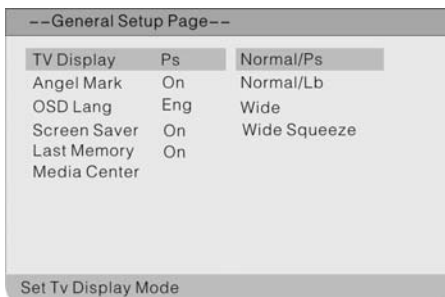 --General Setup Page--
TV Display Ps Normal/Ps
Angel Mark On Normal/Lb
OSD Lang Eng Wide
Screen Saver On Wide Squeeze
Last Memory On
Media Center
Set Tv Display Mode